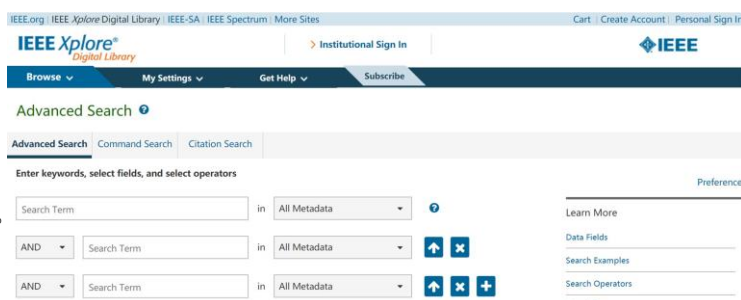 IEEE.org | IEEE Xplore Digital Library | IEEE-SA | IEEE Spectrum | More Sites Cart | Create Account | Personal Sign In
IEEE Xplore® Digital Library > Institutional Sign In IEEE
Browse My Settings Get Help Subscribe
Advanced Search ?
Advanced Search Command Search Citation Search
Enter keywords, select fields, and select operators
Preference
Search Term in All Metadata ?
Learn More
AND Search Term in All Metadata
Data Fields
Search Examples
AND Search Term in All Metadata
Search Operators